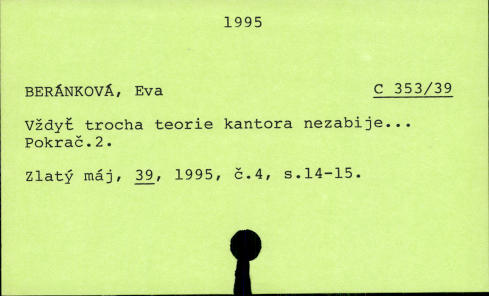 1995
BERÁNKOVÁ, Eva C 353/39
Vždyť trocha teorie kantora nezabije...
Pokrač.2.
Zlatý máj, 39, 1995, č.4, s.14-15.